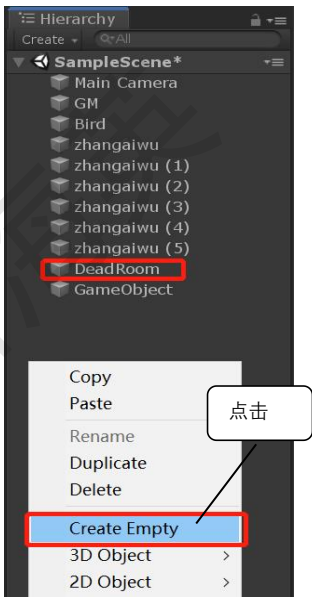 Hierarchy
Create
All
SampleScene*
Main Camera
GM
Bird
zhangaiwu
zhangaiwu (1)
zhangaiwu (2)
zhangaiwu (3)
zhangaiwu (4)
zhangaiwu (5)
DeadRoom
GameObject
Copy
Paste
点击
Rename
Duplicate
Delete
Create Empty
3D Object
2D Object